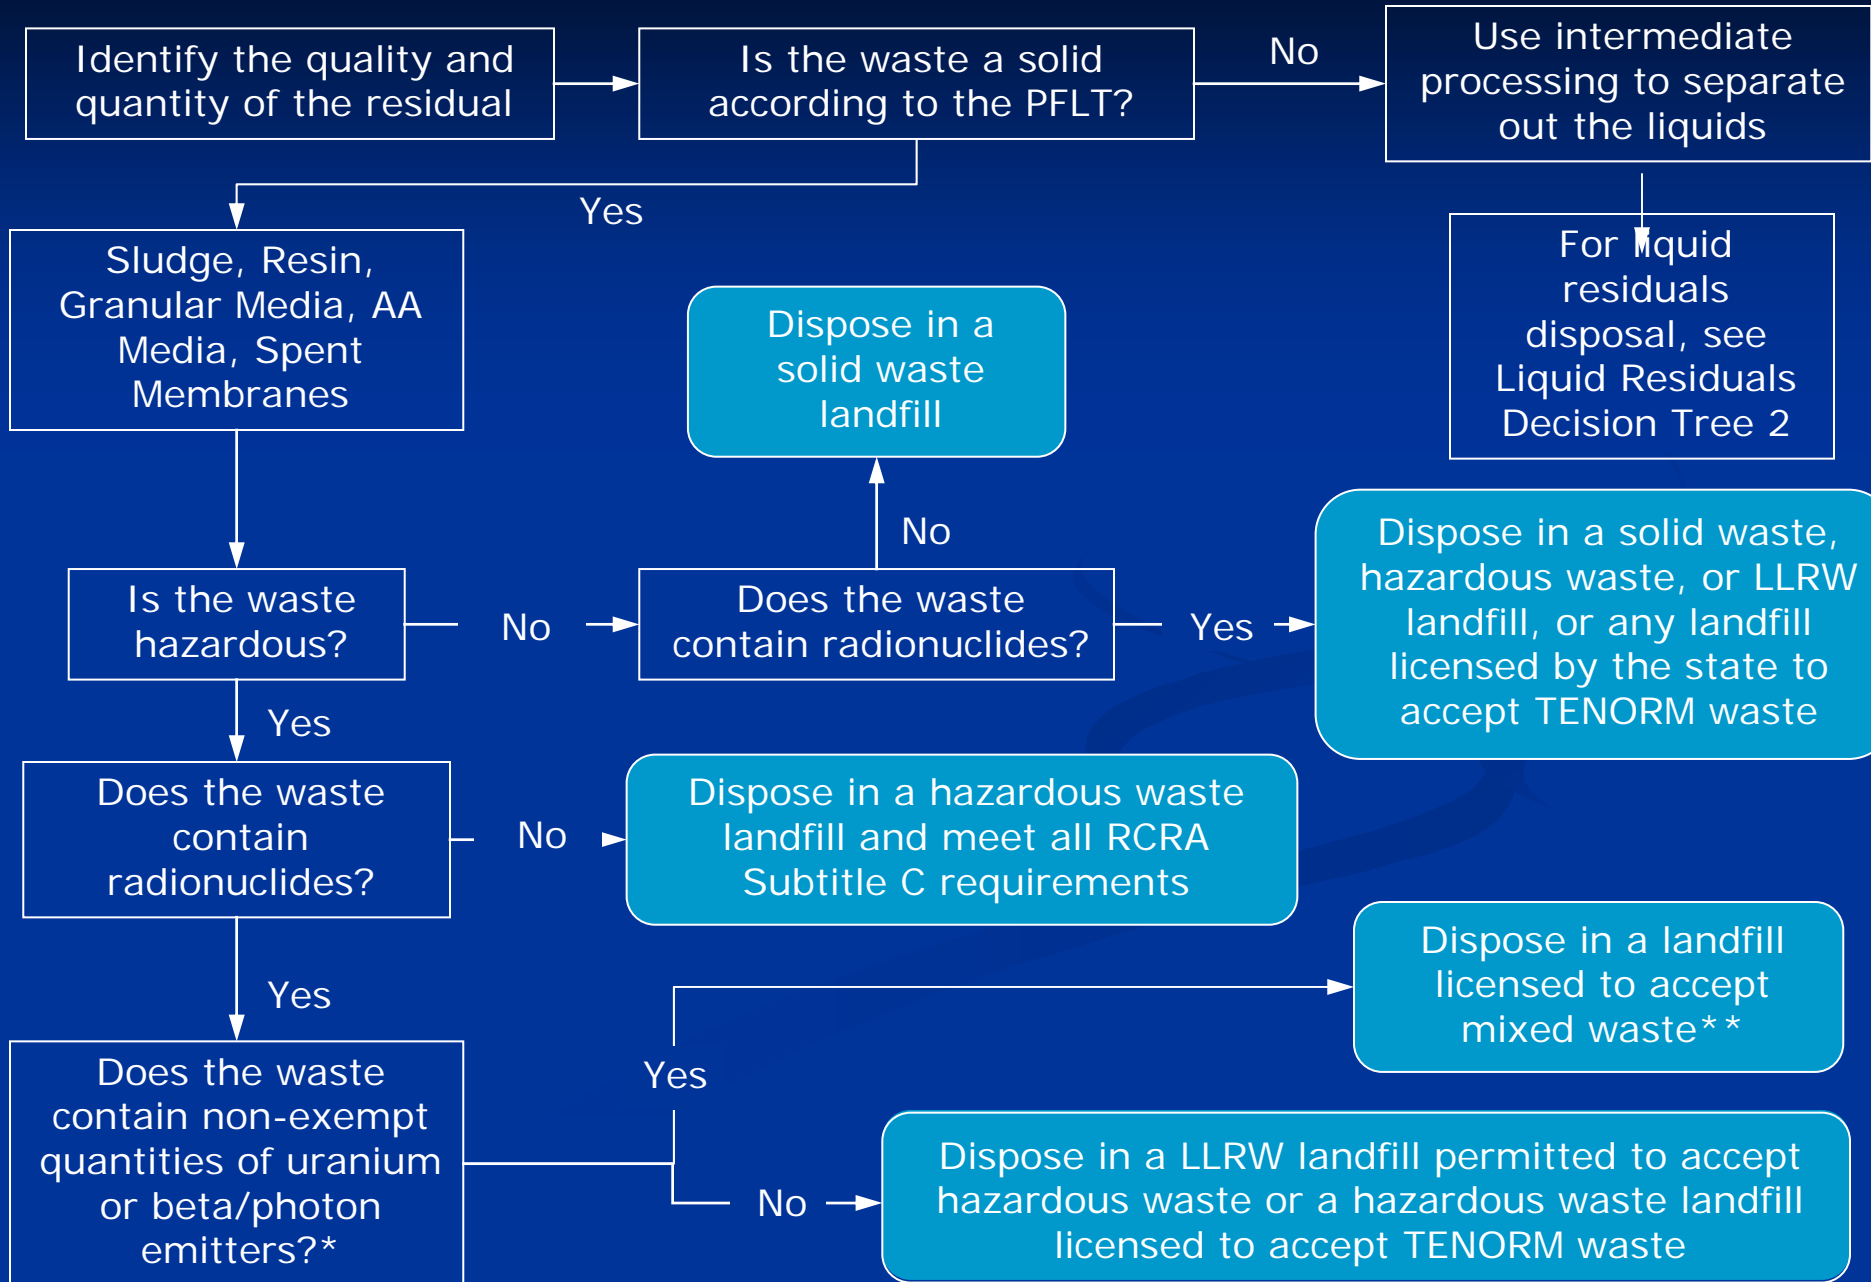 Identify the quality and
quantity of the residual
Is the waste a solid
according to the PFLT?
No
Use intermediate
processing to separate
out the liquids
Yes
Sludge, Resin,
Granular Media, AA
Media, Spent
Membranes
For liquid
residuals
disposal, see
Liquid Residuals
Decision Tree 2
Dispose in a
solid waste
landfill
No
Is the waste
hazardous?
No
Does the waste
contain radionuclides?
Yes
Dispose in a solid waste,
hazardous waste, or LLRW
landfill, or any landfill
licensed by the state to
accept TENORM waste
Yes
Does the waste
contain
radionuclides?
No
Dispose in a hazardous waste
landfill and meet all RCRA
Subtitle C requirements
Yes
Does the waste
contain non-exempt
quantities of uranium
or beta/photon
emitters?*
Yes
Dispose in a landfill
licensed to accept
mixed waste**
No
Dispose in a LLRW landfill permitted to accept
hazardous waste or a hazardous waste landfill
licensed to accept TENORM waste